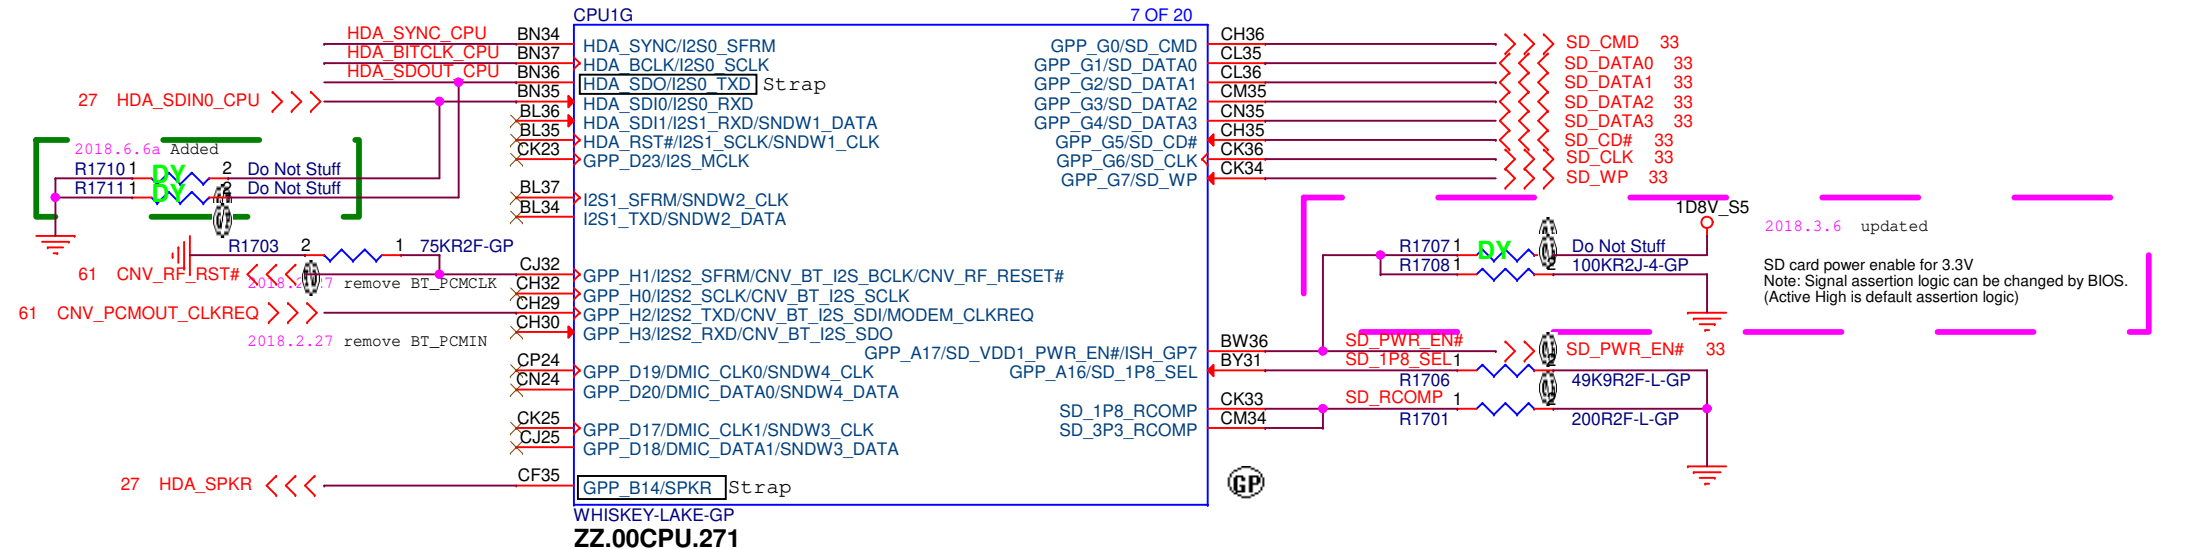 CPU1G 7 OF 20
HDA_SYNC_CPU BN34 HDA_SYNC/I2S0_SFRM GPP_G0/SD_CMD CH36 SD_CMD 33
HDA_BITCLK_CPU BN37 HDA_BCLK/I2S0_SCLK GPP_G1/SD_DATA0 CL35 SD_DATA0 33
HDA_SDOUT_CPU BN36 HDA_SDO/I2S0_TXD Strap GPP_G2/SD_DATA1 CL36 SD_DATA1 33
27 HDA_SDIN0_CPU BN35 HDA_SDI0/I2S0_RXD GPP_G3/SD_DATA2 CM35 SD_DATA2 33
BL36 HDA_SDI1/I2S1_RXD/SNDW1_DATA GPP_G4/SD_DATA3 CN35 SD_DATA3 33
BL35 HDA_RST#/I2S1_SCLK/SNDW1_CLK GPP_G5/SD_CD# CH35 SD_CD# 33
CK23 GPP_D23/I2S_MCLK GPP_G6/SD_CLK CK36 SD_CLK 33
GPP_G7/SD_WP CK34 SD_WP 33
2018.6.6a Added
R1710 1 DY 2 Do Not Stuff
R1711 1 DY 2 Do Not Stuff
BL37 I2S1_SFRM/SNDW2_CLK
BL34 I2S1_TXD/SNDW2_DATA
1D8V_S5
2018.3.6 updated
R1703 2 1 75KR2F-GP
R1707 1 DY Do Not Stuff
R1708 1 2 100KR2J-4-GP
SD card power enable for 3.3V
Note: Signal assertion logic can be changed by BIOS.
(Active High is default assertion logic)
61 CNV_RF_RST# CJ32 GPP_H1/I2S2_SFRM/CNV_BT_I2S_BCLK/CNV_RF_RESET#
remove BT_PCMCLK CH32 GPP_H0/I2S2_SCLK/CNV_BT_I2S_SCLK
61 CNV_PCMOUT_CLKREQ CH29 GPP_H2/I2S2_TXD/CNV_BT_I2S_SDI/MODEM_CLKREQ
2018.2.27 remove BT_PCMIN CH30 GPP_H3/I2S2_RXD/CNV_BT_I2S_SDO
GPP_A17/SD_VDD1_PWR_EN#/ISH_GP7 BW36 SD_PWR_EN# SD_PWR_EN# 33
CP24 GPP_D19/DMIC_CLK0/SNDW4_CLK GPP_A16/SD_1P8_SEL BY31 SD_1P8_SEL 1 2
R1706 49K9R2F-L-GP
CN24 GPP_D20/DMIC_DATA0/SNDW4_DATA
SD_1P8_RCOMP CK33 SD_RCOMP 1 2
R1701 200R2F-L-GP
CK25 GPP_D17/DMIC_CLK1/SNDW3_CLK SD_3P3_RCOMP CM34
CJ25 GPP_D18/DMIC_DATA1/SNDW3_DATA
27 HDA_SPKR CF35 GPP_B14/SPKR Strap
GP
WHISKEY-LAKE-GP
ZZ.00CPU.271